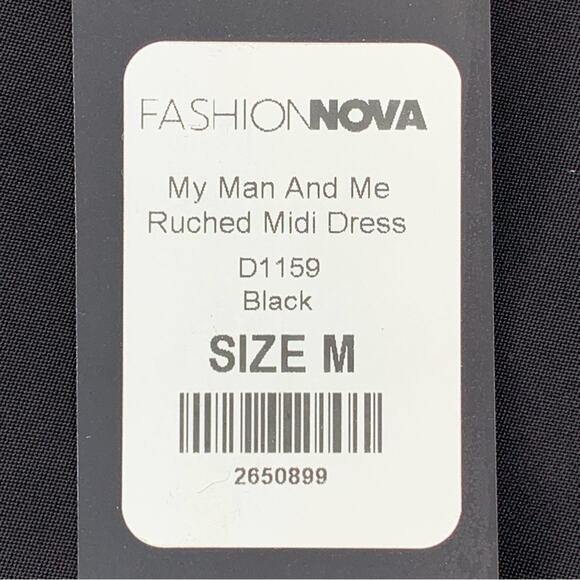 FASHIONNOVA
My Man And Me
Ruched Midi Dress
D1159
Black
SIZE M
2650899